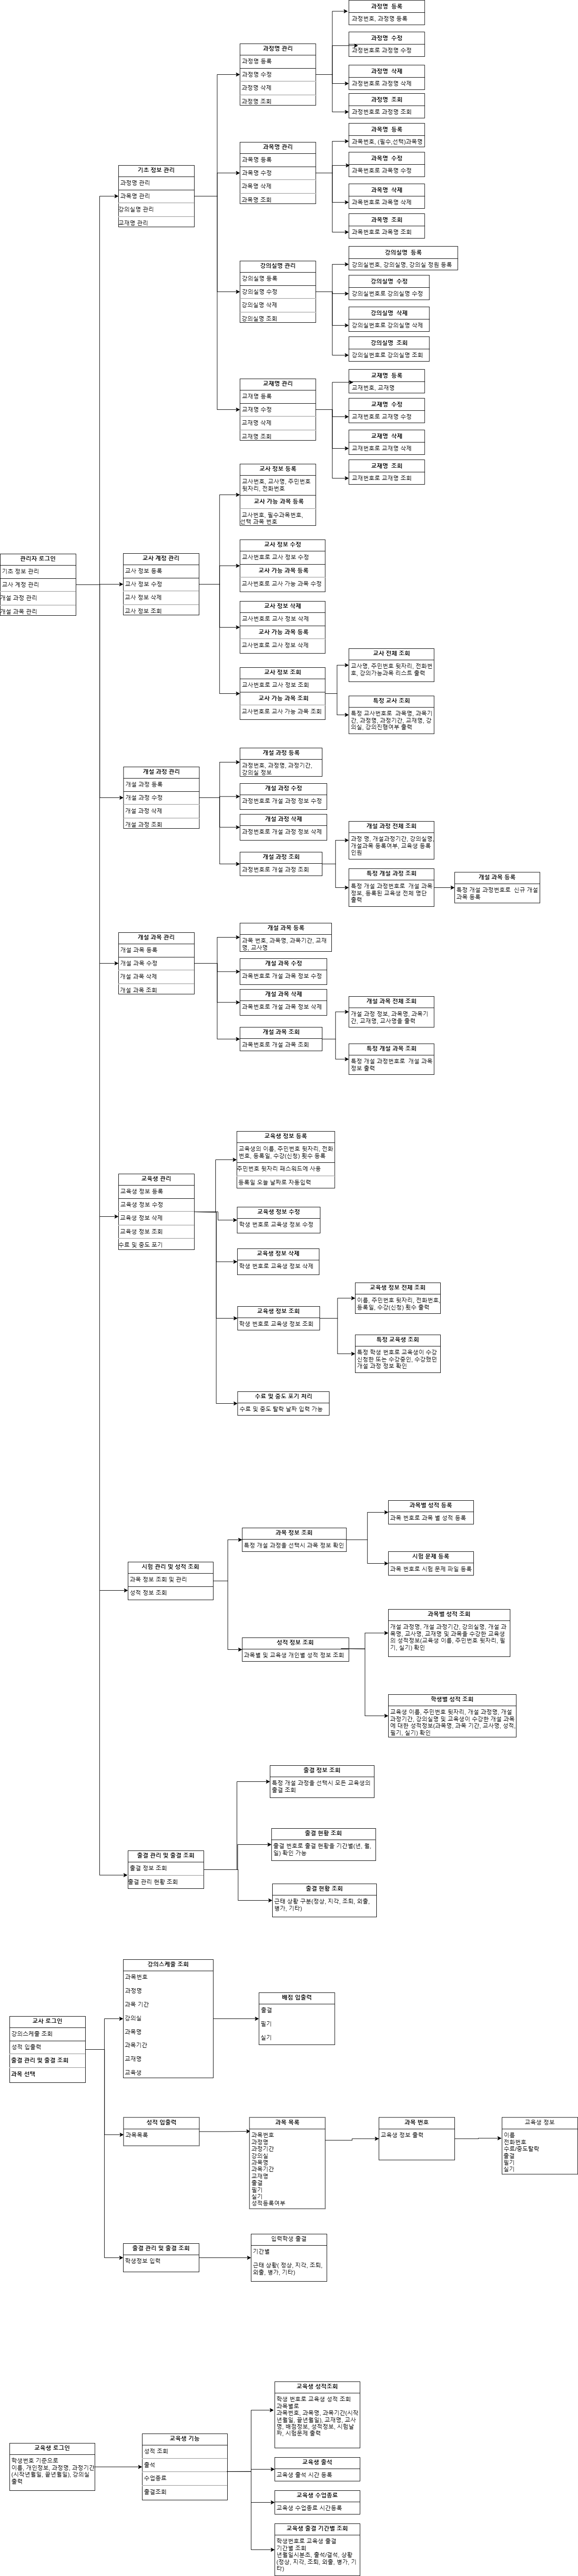 과정명 등록
과정번호, 과정명 등록
과정명 수정
과정번호로 과정명 수정
과정명 삭제
과정번호로 과정명 삭제
과정명 조회
과정번호로 과정명 조회
과정명 관리
과정명 등록
과정명 수정
과정명 삭제
과정명 조회
과목명 등록
과목번호, (필수,선택)과목명
과목명 수정
과목번호로 과목명 수정
과목명 삭제
과목번호로 과목명 삭제
과목명 조회
과목번호로 과목명 조회
과목명 관리
과목명 등록
과목명 수정
과목명 삭제
과목명 조회
기초 정보 관리
과정명 관리
과목명 관리
강의실명 관리
교재명 관리
강의실명 등록
강의실번호, 강의실명, 강의실 정원 등록
강의실명 수정
강의실번호로 강의실명 수정
강의실명 삭제
강의실번호로 강의실명 삭제
강의실명 조회
강의실번호로 강의실명 조회
강의실명 관리
강의실명 등록
강의실명 수정
강의실명 삭제
강의실명 조회
교재명 등록
교재번호, 교재명
교재명 수정
교재번호로 교재명 수정
교재명 삭제
교재번호로 교재명 삭제
교재명 조회
교재번호로 교재명 조회
교재명 관리
교재명 등록
교재명 수정
교재명 삭제
교재명 조회
관리자 로그인
기초 정보 관리
교사 계정 관리
개설 과정 관리
개설 과목 관리
교사 계정 관리
교사 정보 등록
교사 정보 수정
교사 정보 삭제
교사 정보 조회
교사 정보 등록
교사번호, 교사명, 주민번호
뒷자리, 전화번호
교사 가능 과목 등록
교사번호, 필수과목번호,
선택 과목 번호
교사 정보 수정
교사번호로 교사 정보 수정
교사 가능 과목 등록
교사번호로 교사 가능 과목 수정
교사 정보 삭제
교사번호로 교사 정보 삭제
교사 가능 과목 등록
교사번호로 교사 정보 삭제
교사 정보 조회
교사번호로 교사 정보 조회
교사 가능 과목 조회
교사번호로 교사 가능 과목 조회
교사 전체 조회
교사명, 주민번호 뒷자리, 전화번
호, 강의가능과목 리스트 출력
특정 교사 조회
특정 교사번호로 과목명, 과목기
간, 과정명, 과정기간, 교재명, 강
의실, 강의진행여부 출력
개설 과정 관리
개설 과정 등록
개설 과정 수정
개설 과정 삭제
개설 과정 조회
개설 과정 등록
과정번호, 과정명, 과정기간,
강의실 정보
개설 과정 수정
과정번호로 개설 과정 정보 수정
개설 과정 삭제
과정번호로 개설 과정 정보 삭제
개설 과정 조회
과정번호로 개설 과정 조회
개설 과정 전체 조회
과정 명, 개설과정기간, 강의실명,
개설과목 등록여부, 교육생 등록
인원
특정 개설 과정 조회
특정 개설 과정번호로 개설 과목
정보, 등록된 교육생 전체 명단
출력
개설 과목 등록
특정 개설 과정번호로 신규 개설
과목 등록
개설 과목 관리
개설 과목 등록
개설 과목 수정
개설 과목 삭제
개설 과목 조회
개설 과목 등록
과목 번호, 과목명, 과목기간, 교재
명, 교사명
개설 과목 수정
과목번호로 개설 과목 정보 수정
개설 과목 삭제
과목번호로 개설 과목 정보 삭제
개설 과목 조회
과목번호로 개설 과목 조회
개설 과목 전체 조회
개설 과정 정보, 과목명, 과목기
간, 교재명, 교사명을 출력
특정 개설 과목 조회
특정 개설 과정번호로 개설 과목
정보 출력
교육생 관리
교육생 정보 등록
교육생 정보 수정
교육생 정보 삭제
교육생 정보 조회
수료 및 중도 포기
교육생 정보 등록
교육생의 이름, 주민번호 뒷자리, 전화
번호, 등록일, 수강(신청) 횟수 등록
주민번호 뒷자리 패스워드에 사용
등록일 오늘 날짜로 자동입력
교육생 정보 수정
학생 번호로 교육생 정보 수정
교육생 정보 삭제
학생 번호로 교육생 정보 삭제
교육생 정보 조회
학생 번호로 교육생 정보 조회
교육생 정보 전체 조회
이름, 주민번호 뒷자리, 전화번호,
등록일, 수강(신청) 횟수 출력
특정 교육생 조회
특정 학생 번호로 교육생이 수강
신청한 또는 수강중인, 수강했던
개설 과정 정보 확인
수료 및 중도 포기 처리
수료 및 중도 탈락 날짜 입력 가능
시험 관리 및 성적 조회
과목 정보 조회 및 관리
성적 정보 조회
과목 정보 조회
특정 개설 과정을 선택시 과목 정보 확인
과목별 성적 등록
과목 번호로 과목 별 성적 등록
시험 문제 등록
과목 번호로 시험 문제 파일 등록
성적 정보 조회
과목별 및 교육생 개인별 성적 정보 조회
과목별 성적 조회
개설 과정명, 개설 과정기간, 강의실명, 개설 과
목명, 교사명, 교재명 및 과목을 수강한 교육생
의 성적정보(교육생 이름, 주민번호 뒷자리, 필
기, 실기) 확인
학생별 성적 조회
교육생 이름, 주민번호 뒷자리, 개설 과정명, 개설
과정기간, 강의실명 및 교육생이 수강한 개설 과목
에 대한 성적정보(과목명, 과목 기간, 교사명, 성적,
필기, 실기) 확인
출결 관리 및 출결 조회
출결 정보 조회
출결 관리 현황 조회
출결 정보 조회
특정 개설 과정을 선택시 모든 교육생의
출결 조회
출결 현황 조회
출결 번호로 출결 현황을 기간별(년, 월,
일) 확인 가능
출결 현황 조회
근태 상황 구분(정상, 지각, 조퇴, 외출,
병가, 기타)
교사 로그인
강의스케줄 조회
성적 입출력
출결 관리 및 출결 조회
과목 선택
강의스케줄 조회
과목번호
과정명
과목 기간
강의실
과목명
과목기간
교재명
교육생
배점 입출력
출결
필기
실기
성적 입출력
과목목록
과목 목록
과목번호
과정명
과정기간
강의실
과목명
과목기간
교재명
출결
필기
실기
성적등록여부
과목 번호
교육생 정보 출력
교육생 정보
이름
전화번호
수료/중도탈락
출결
필기
실기
출결 관리 및 출결 조회
학생정보 입력
입력학생 출결
기간별
근태 상황( 정상, 지각, 조퇴,
외출, 병가, 기타)
교육생 로그인
학생번호 기준으로
이름, 개인정보, 과정명, 과정기간
(시작년월일, 끝년월일), 강의실
출력
교육생 기능
성적 조회
출석
수업종료
출결조회
교육생 성적조회
학생 번호로 교육생 성적 조회
과목별로
과목번호, 과목명, 과목기간(시작
년월일, 끝년월일), 교재명, 교사
명, 배점정보, 성적정보, 시험날
짜, 시험문제 출력
교육생 출석
교육생 출석 시간 등록
교육생 수업종료
교육생 수업종료 시간등록
교육생 출결 기간별 조회
학생번호로 교육생 출결
기간별 조회
년월일시분초, 출석/결석, 상황
(정상, 지각, 조퇴, 외출, 병가, 기
타)